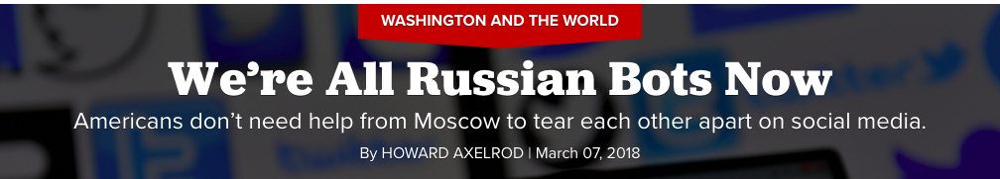 WASHINGTON AND THE WORLD
We're All Russian Bots Now
Americans don't need help from Moscow to tear each other apart on social media.
By HOWARD AXELROD | March 07, 2018